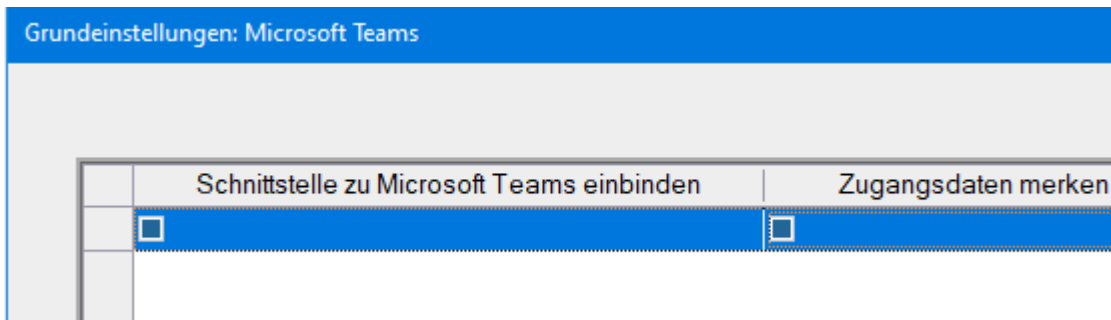 Grundeinstellungen: Microsoft Teams
Schnittstelle zu Microsoft Teams einbinden
Zugangsdaten merken